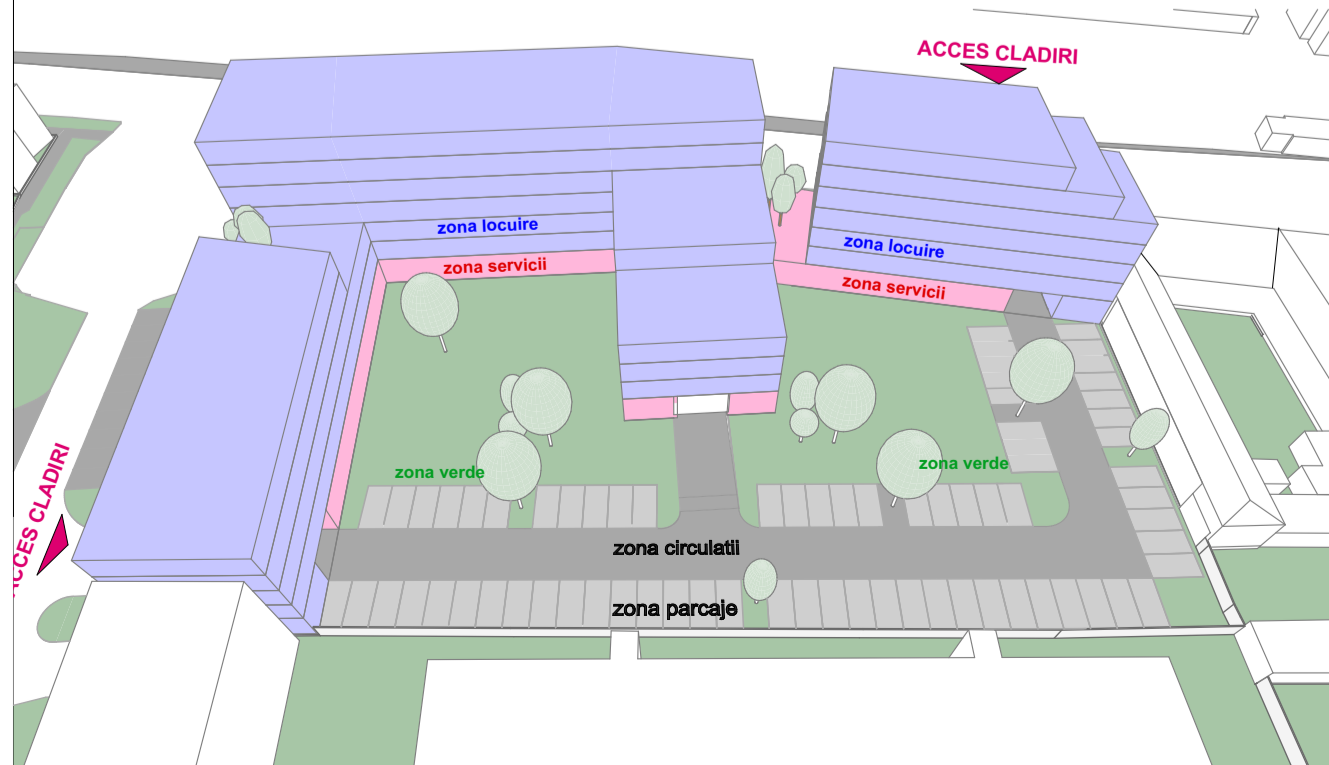 ACCES CLADIRI
zona locuire
zona locuire
zona servicii
zona servicii
zona verde
zona verde
ACCES CLADIRI
zona circulatii
zona parcaje